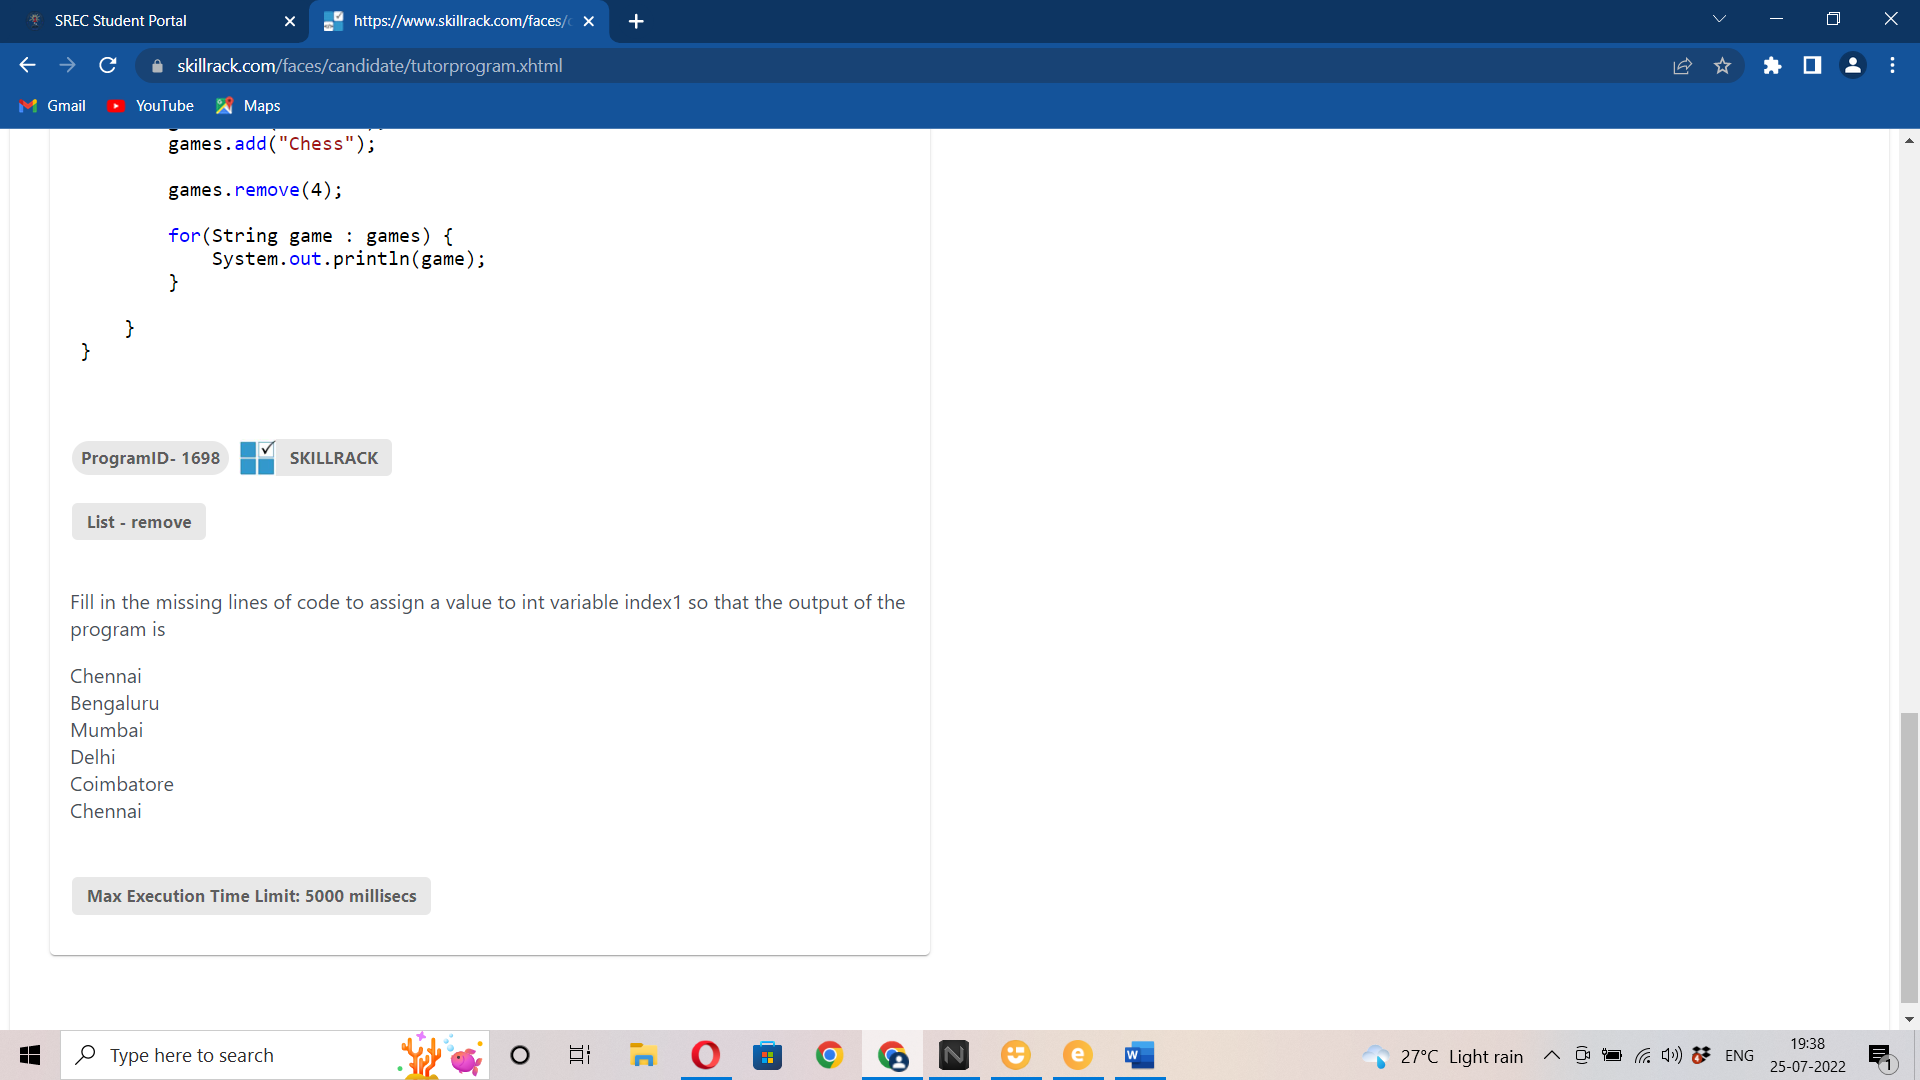 SREC Student Portal
https://www.skillrack.com/faces/
skillrack.com/faces/candidate/tutorprogram.xhtml
Gmail
YouTube
Maps
games.add("Chess");
games.remove(4);
for(String game : games) {
System.out.println(game);
}
}
}
ProgramID- 1698
SKILLRACK
List - remove
Fill in the missing lines of code to assign a value to int variable index1 so that the output of the
program is
Chennai
Bengaluru
Mumbai
Delhi
Coimbatore
Chennai
Max Execution Time Limit: 5000 millisecs
Type here to search
27°C Light rain
ENG
19:38
25-07-2022
1